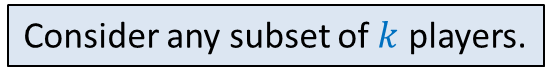 Consider any subset of k players.